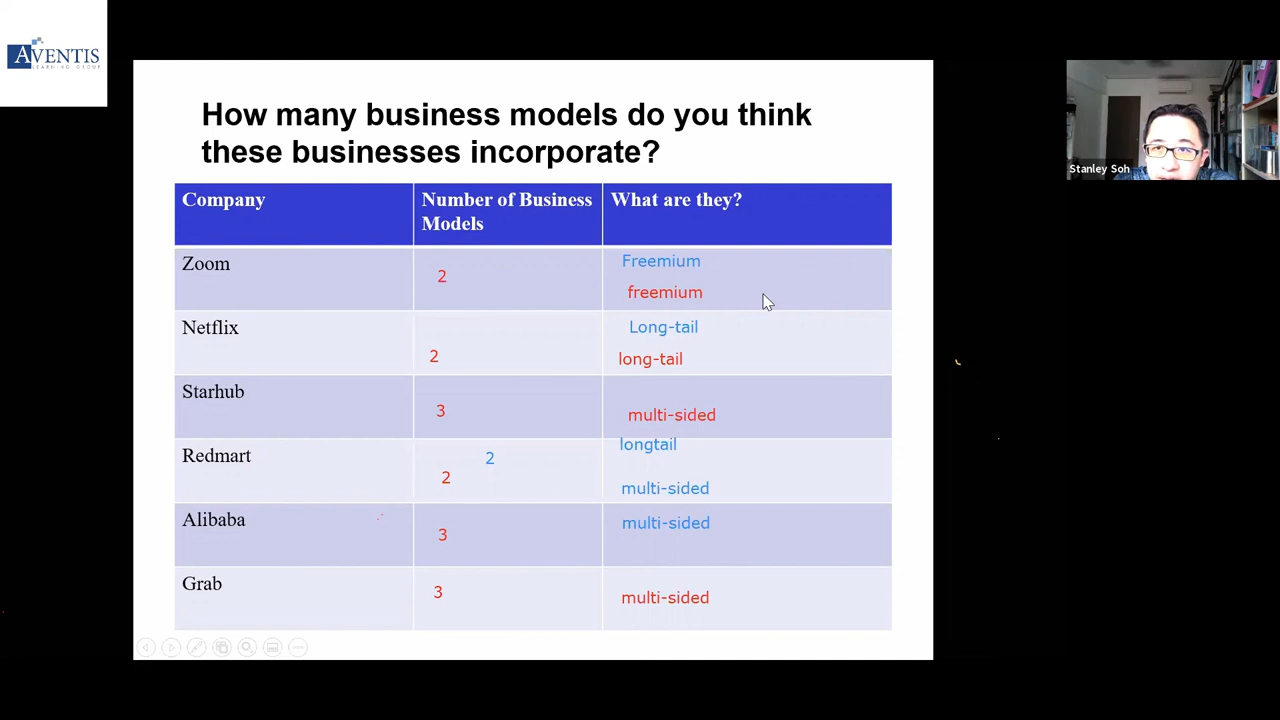 AVENTIS
LEARNING GROUP
How many business models do you think
these businesses incorporate?
Company
Number of Business
Models
What are they?
Zoom
2
Freemium
freemium
Netflix
2
Long-tail
long-tail
Starhub
3
multi-sided
Redmart
2
2
longtail
multi-sided
Alibaba
3
multi-sided
Grab
3
multi-sided
Stanley Soh